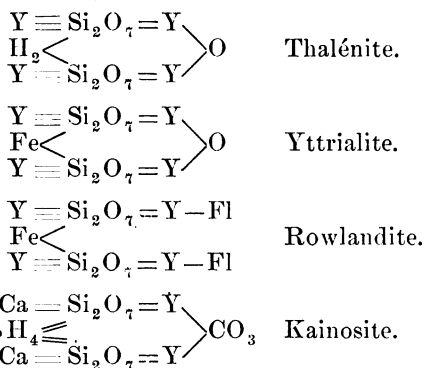 Y≡Si₂O₇=Y
H₂< >O Thalénite.
Y≡Si₂O₇=Y
Y≡Si₂O₇=Y
Fe< >O Yttrialite.
Y≡Si₂O₇=Y
Y≡Si₂O₇=Y—Fl
Fe< Rowlandite.
Y≡Si₂O₇=Y—Fl
Ca=Si₂O₇=Y
H₄ >CO₃ Kainosite.
Ca=Si₂O₇=Y